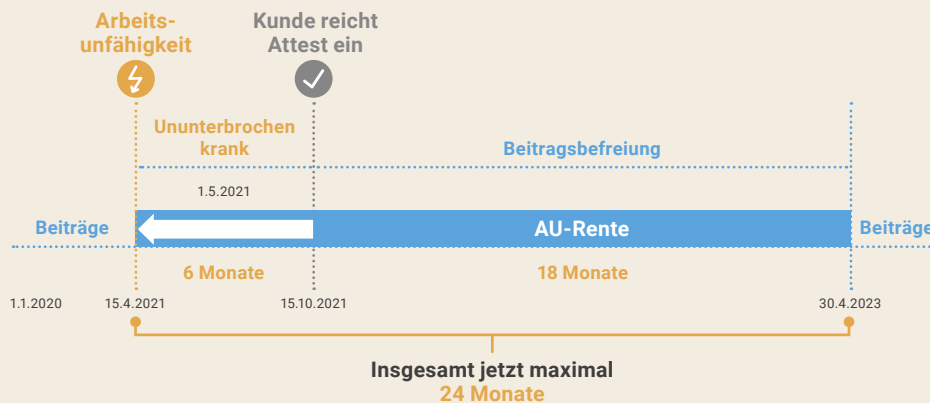 Arbeits-
unfähigkeit
Kunde reicht
Attest ein
Ununterbrochen
krank
Beitragsbefreiung
1.5.2021
Beiträge
AU-Rente
Beiträge
6 Monate
18 Monate
1.1.2020
15.4.2021
15.10.2021
30.4.2023
Insgesamt jetzt maximal
24 Monate